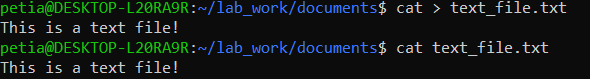 petia@DESKTOP-L20RA9R:~/lab_work/documents$ cat > text_file.txt
This is a text file!
petia@DESKTOP-L20RA9R:~/lab_work/documents$ cat text_file.txt
This is a text file!